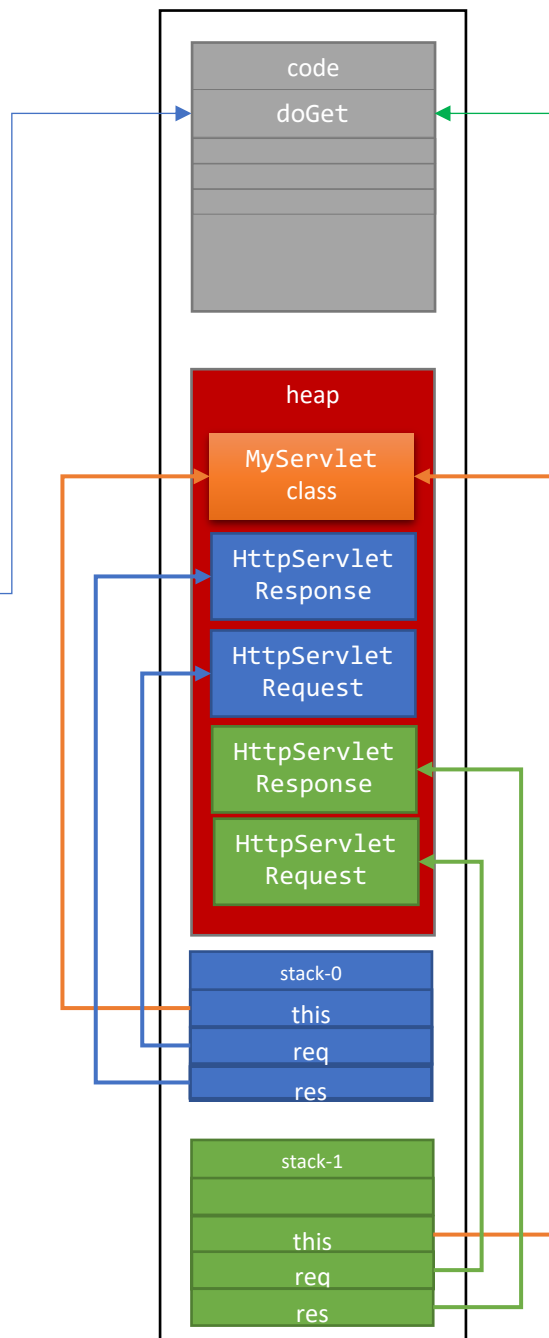 code
doGet
heap
MyServlet
class
HttpServlet
Response
HttpServlet
Request
HttpServlet
Response
HttpServlet
Request
stack-0
this
req
res
stack-1
this
req
res